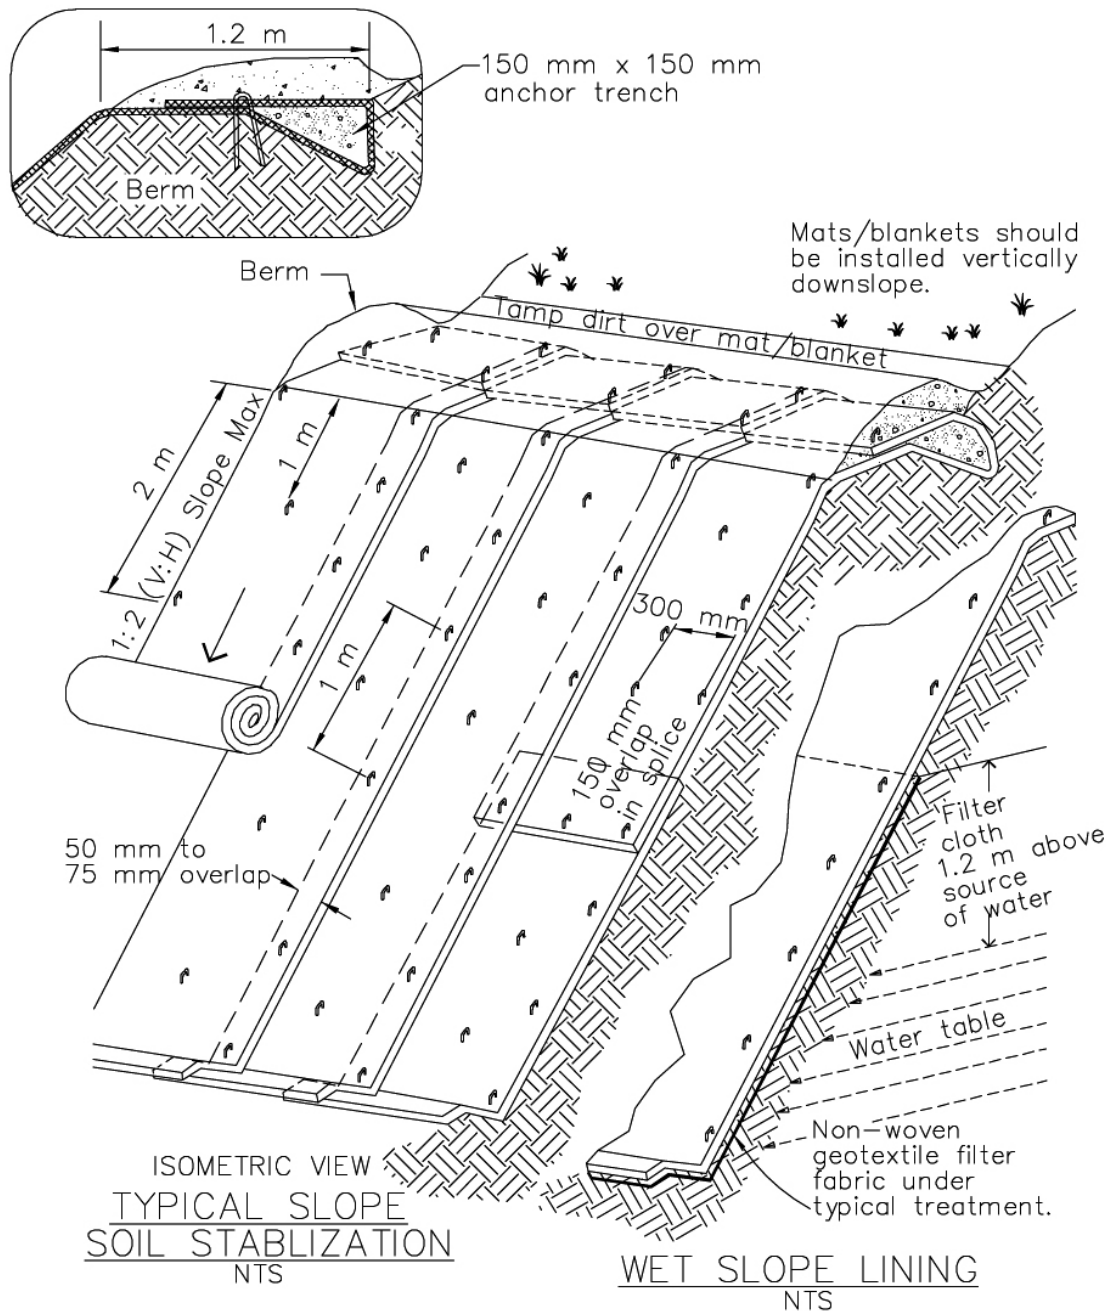 1.2 m
150 mm x 150 mm
anchor trench
Berm
Mats/blankets should
be installed vertically
downslope.
Berm
Tamp dirt over mat/blanket
2 m
1:2 (V:H) Slope Max
1 m
300 mm
1 m
150 mm
overlap
in splice
50 mm to
75 mm overlap
Filter
cloth
1.2 m above
source
of water
Water table
Non-woven
geotextile filter
fabric under
typical treatment.
ISOMETRIC VIEW
TYPICAL SLOPE
SOIL STABLIZATION
NTS
WET SLOPE LINING
NTS